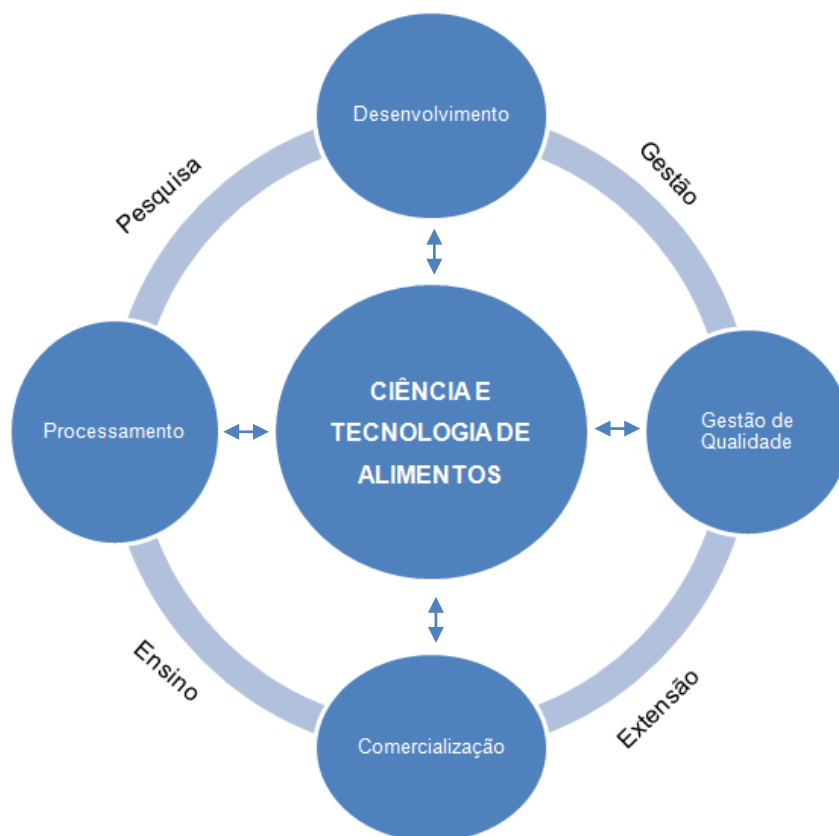 Desenvolvimento
Pesquisa
Gestão
CIÊNCIA E
TECNOLOGIA DE
ALIMENTOS
Processamento
Gestão de
Qualidade
Ensino
Extensão
Comercialização